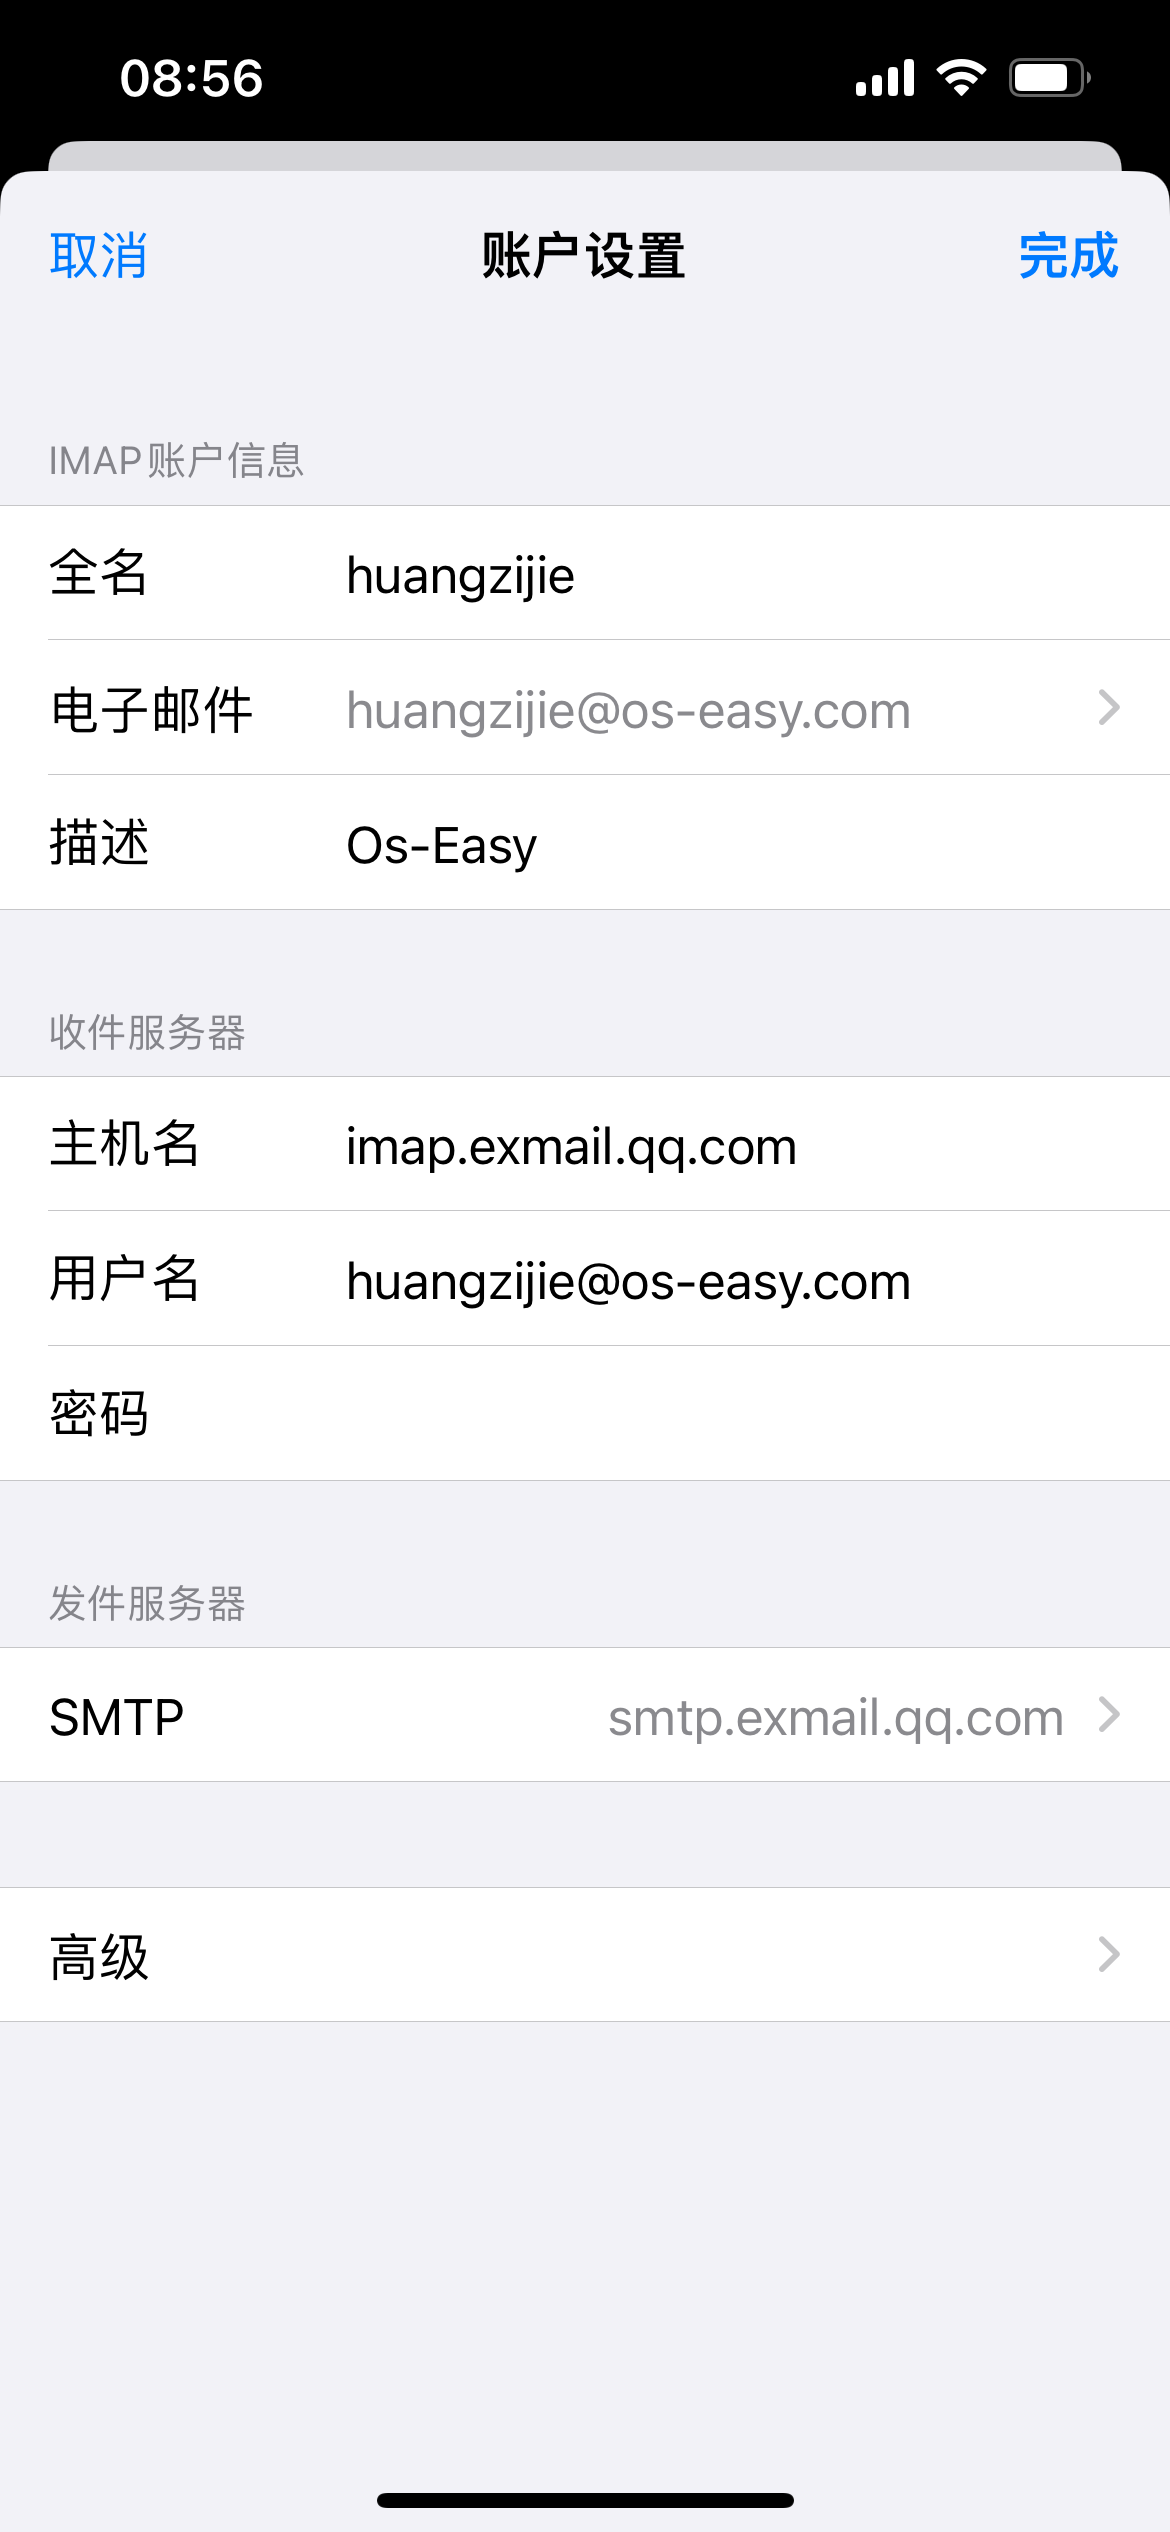 08:56
取消 账户设置 完成
IMAP账户信息
全名 huangzijie
电子邮件 huangzijie@os-easy.com
描述 Os-Easy
收件服务器
主机名 imap.exmail.qq.com
用户名 huangzijie@os-easy.com
密码
发件服务器
SMTP smtp.exmail.qq.com
高级